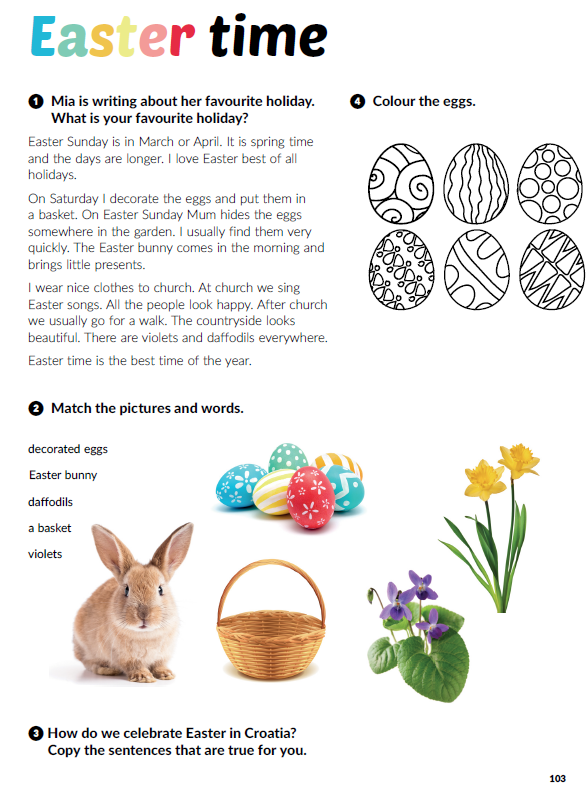 Easter time
1 Mia is writing about her favourite holiday.
What is your favourite holiday?
Easter Sunday is in March or April. It is spring time
and the days are longer. I love Easter best of all
holidays.
On Saturday I decorate the eggs and put them in
a basket. On Easter Sunday Mum hides the eggs
somewhere in the garden. I usually find them very
quickly. The Easter bunny comes in the morning and
brings little presents.
I wear nice clothes to church. At church we sing
Easter songs. All the people look happy. After church
we usually go for a walk. The countryside looks
beautiful. There are violets and daffodils everywhere.
Easter time is the best time of the year.
4 Colour the eggs.
2 Match the pictures and words.
decorated eggs
Easter bunny
daffodils
a basket
violets
3 How do we celebrate Easter in Croatia?
Copy the sentences that are true for you.
103